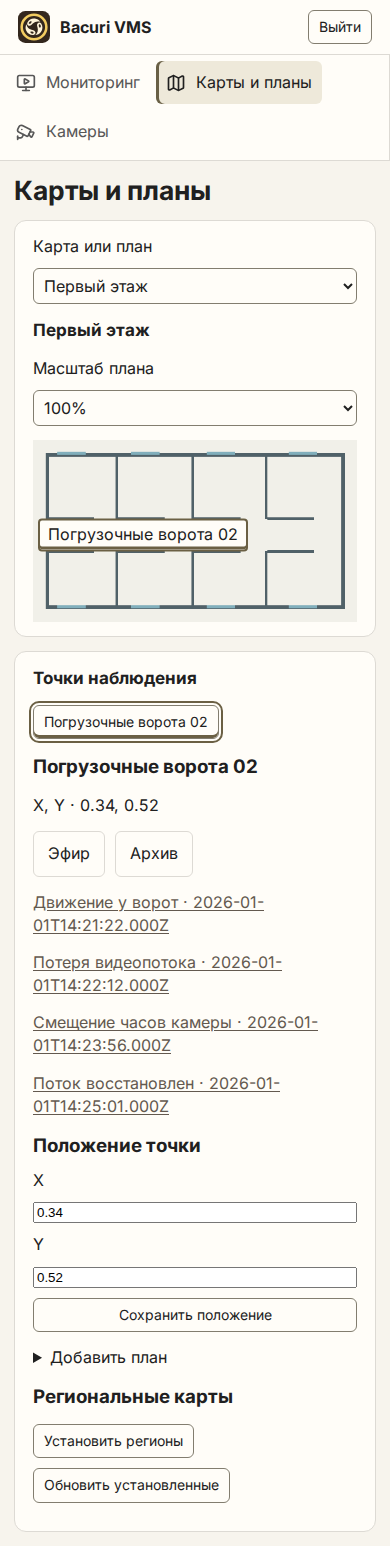 Bacuri VMS
Выйти
Мониторинг
Карты и планы
Камеры
Карты и планы
Карта или план
Первый этаж
Первый этаж
Масштаб плана
100%
Погрузочные ворота 02
Точки наблюдения
Погрузочные ворота 02
Погрузочные ворота 02
X, Y · 0.34, 0.52
Эфир
Архив
Движение у ворот · 2026-01-
01T14:21:22.000Z
Потеря видеопотока · 2026-01-
01T14:22:12.000Z
Смещение часов камеры · 2026-01-
01T14:23:56.000Z
Поток восстановлен · 2026-01-
01T14:25:01.000Z
Положение точки
X
0.34
Y
0.52
Сохранить положение
Добавить план
Региональные карты
Установить регионы
Обновить установленные